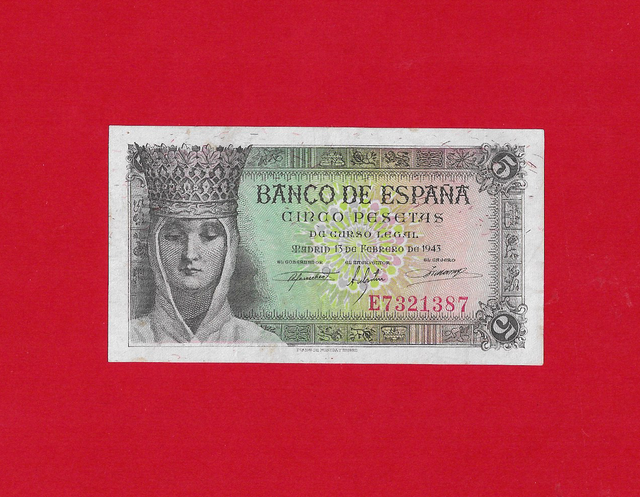 5
BANCO DE ESPAÑA
CINCO PESETAS
DE CURSO LEGAL
Madrid 13 de Febrero de 1943
EL GOBERNADOR EL INTERVENTOR EL CAJERO
E7321387
5